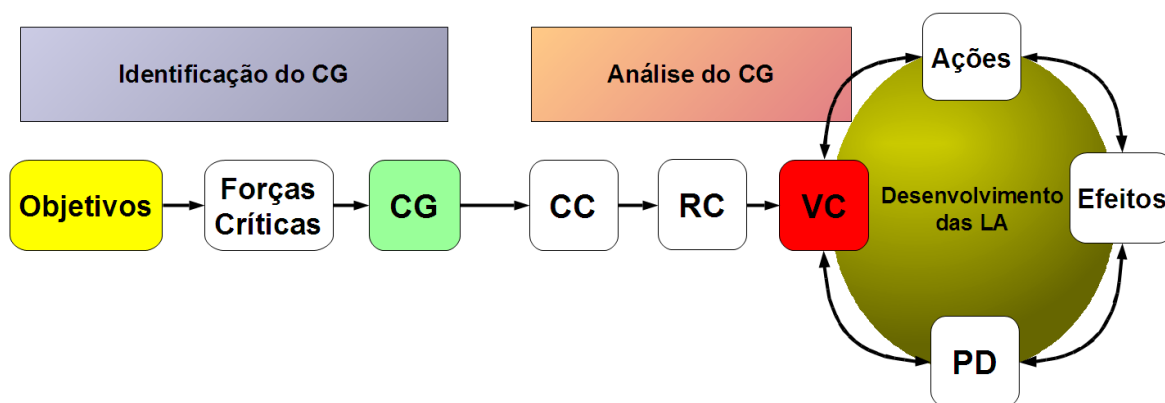 Identificação do CG
Análise do CG
Ações
Objetivos
Forças
Críticas
CG
CC
RC
VC
Desenvolvimento
das LA
Efeitos
PD